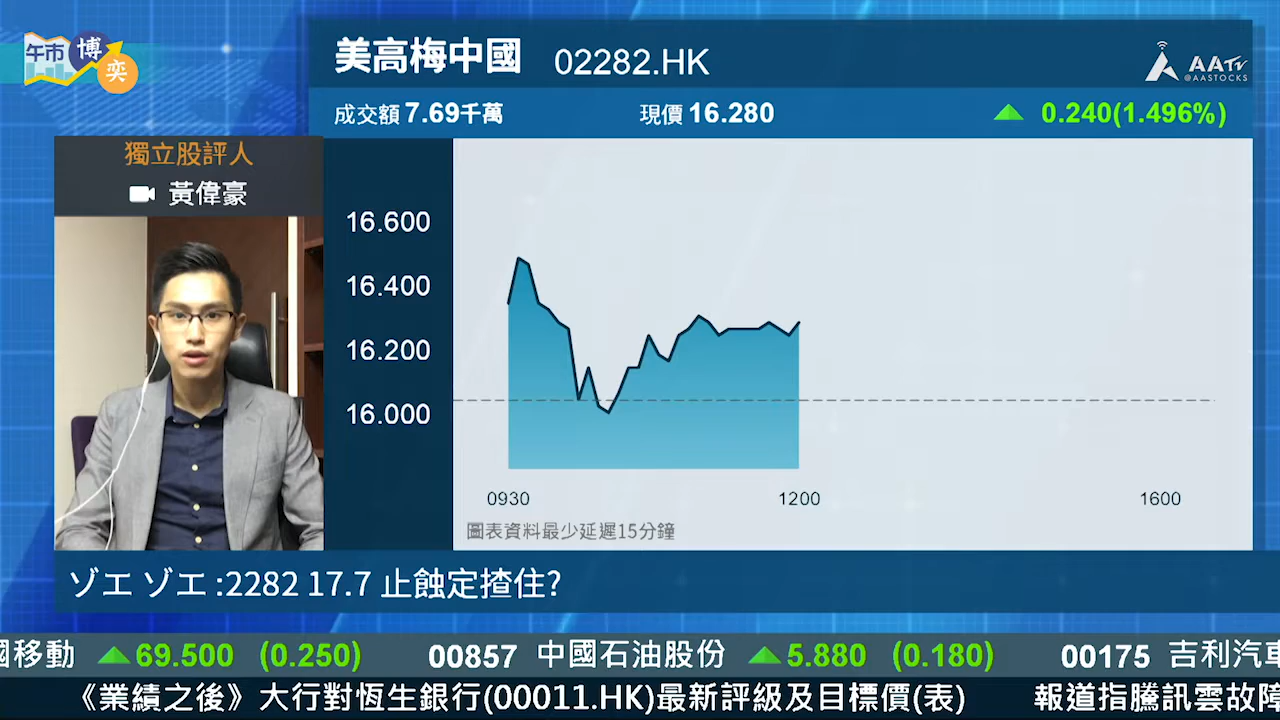 午市博弈
美高梅中國 02282.HK
AATV
@AASTOCKS
成交額 7.69千萬 現價 16.280 0.240(1.496%)
獨立股評人
黃偉豪
16.600
16.400
16.200
16.000
0930 1200 1600
圖表資料最少延遲15分鐘
ゾエ ゾエ :2282 17.7 止蝕定揸住?
國移動 69.500 (0.250) 00857 中國石油股份 5.880 (0.180) 00175 吉利汽車
《業績之後》大行對恆生銀行(00011.HK)最新評級及目標價(表) 報道指騰訊雲故障